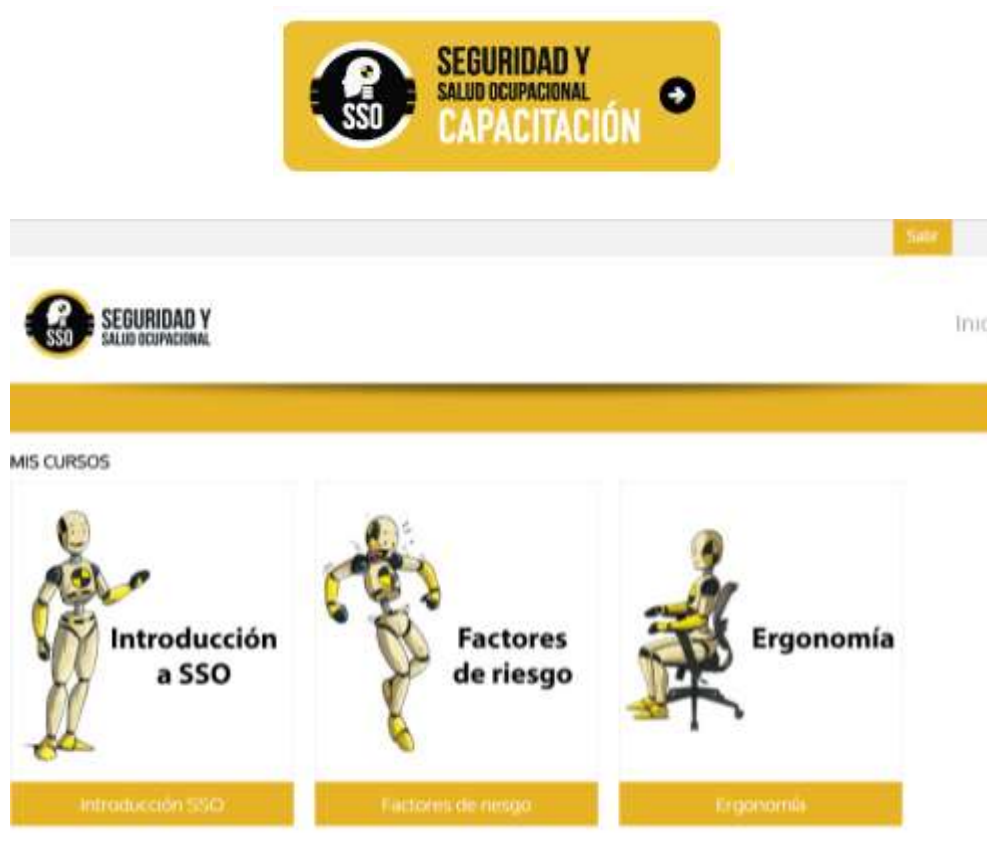 SSO
SEGURIDAD Y
SALUD OCUPACIONAL
CAPACITACIÓN
Salir
SSO
SEGURIDAD Y
SALUD OCUPACIONAL
Inic
MIS CURSOS
Introducción
a SSO
Factores
de riesgo
Ergonomía
Introducción SSO
Factores de riesgo
Ergonomía